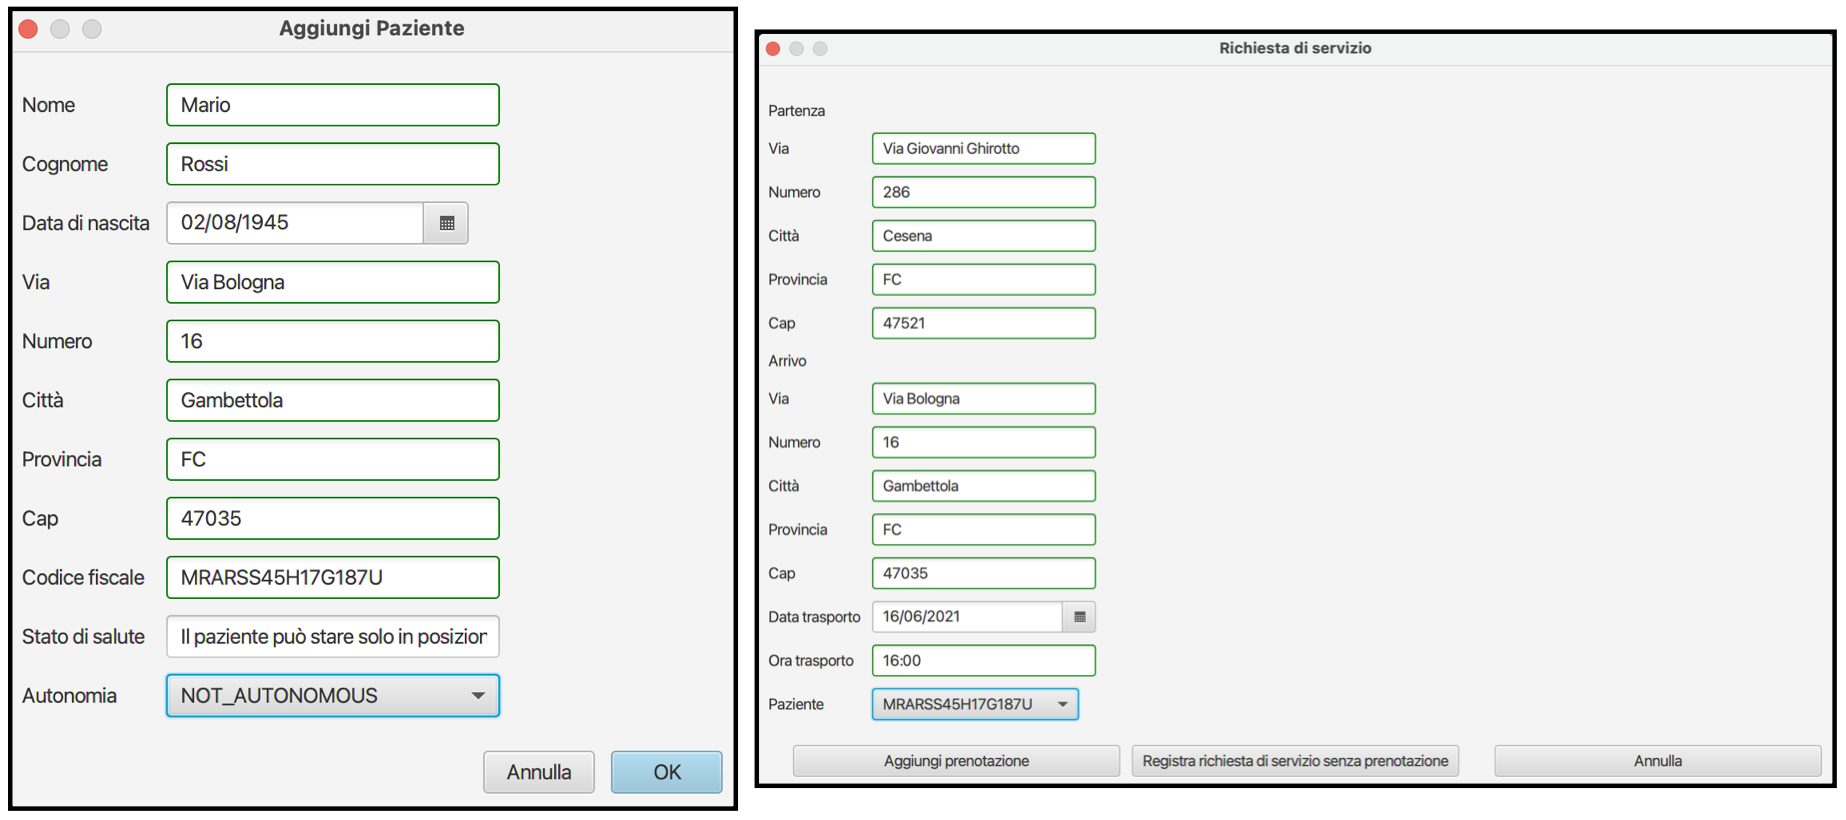 Aggiungi Paziente
Nome Mario
Cognome Rossi
Data di nascita 02/08/1945
Via Via Bologna
Numero 16
Città Gambettola
Provincia FC
Cap 47035
Codice fiscale MRARSS45H17G187U
Stato di salute Il paziente può stare solo in posizior
Autonomia NOT_AUTONOMOUS
Annulla OK
Richiesta di servizio
Partenza
Via Via Giovanni Ghirotto
Numero 286
Città Cesena
Provincia FC
Cap 47521
Arrivo
Via Via Bologna
Numero 16
Città Gambettola
Provincia FC
Cap 47035
Data trasporto 16/06/2021
Ora trasporto 16:00
Paziente MRARSS45H17G187U
Aggiungi prenotazione Registra richiesta di servizio senza prenotazione Annulla